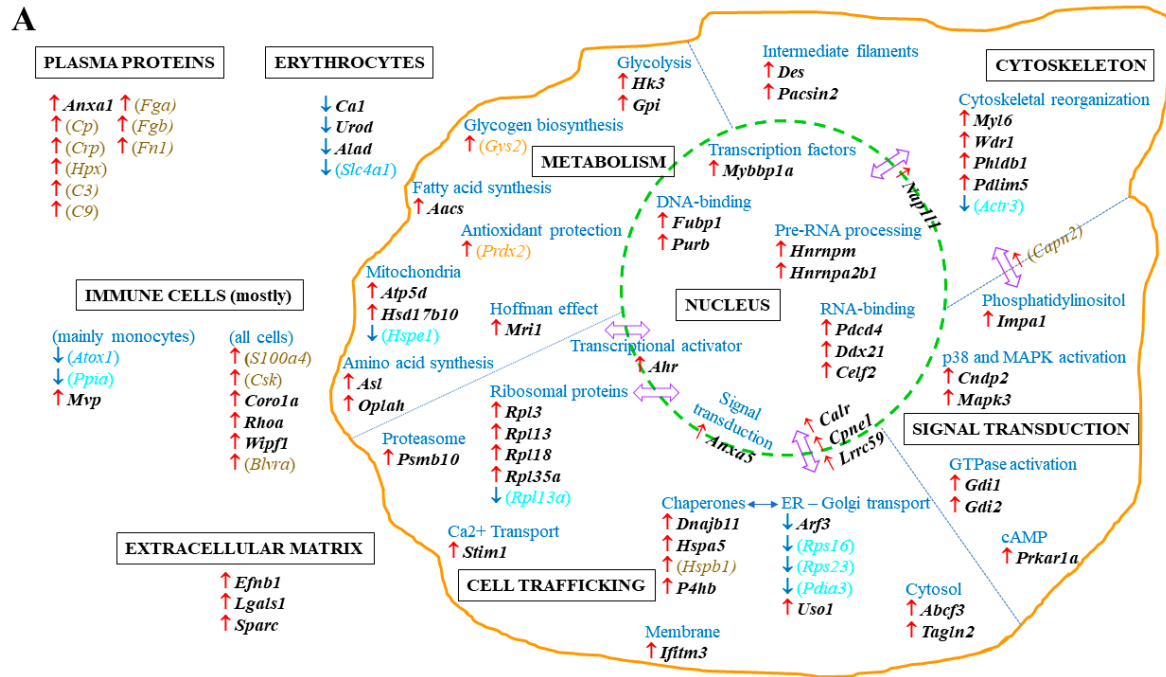 A
PLASMA PROTEINS
↑ Anxa1 ↑ (Fga)
↑ (Cp) ↑ (Fgb)
↑ (Crp) ↑ (Fn1)
↑ (Hpx)
↑ (C3)
↑ (C9)
ERYTHROCYTES
↓ Ca1
↓ Urod
↓ Alad
↓ (Slc4a1)
IMMUNE CELLS (mostly)
(mainly monocytes)
↓ (Atox1)
↓ (Ppia)
↑ Mvp
(all cells)
↑ (S100a4)
↑ (Csk)
↑ Coro1a
↑ Rhoa
↑ Wipf1
↑ (Blvra)
EXTRACELLULAR MATRIX
↑ Efnb1
↑ Lgals1
↑ Sparc
Glycolysis
↑ Hk3
↑ Gpi
Glycogen biosynthesis
↑ (Gys2)
METABOLISM
Fatty acid synthesis
↑ Aacs
Antioxidant protection
↑ (Prdx2)
Mitochondria
↑ Atp5d
↑ Hsd17b10
↓ (Hspe1)
Hoffman effect
↑ Mri1
Amino acid synthesis
↑ Asl
↑ Oplah
Intermediate filaments
↑ Des
↑ Pacsin2
CYTOSKELETON
Cytoskeletal reorganization
↑ Myl6
↑ Wdr1
↑ Phldb1
↑ Pdlim5
↓ (Actr3)
Transcription factors
↑ Mybbp1a
↑ Nap1l1
DNA-binding
↑ Fubp1
↑ Purb
Pre-RNA processing
↑ Hnrnpm
↑ Hnrnpa2b1
NUCLEUS
RNA-binding
↑ Pdcd4
↑ Ddx21
↑ Celf2
Transcriptional activator
↑ Ahr
Signal
transduction
↑ Anxa5
↑ Calr
↑ Cpne1
↑ Lrrc59
↑ (Capn2)
Phosphatidylinositol
↑ Impa1
p38 and MAPK activation
↑ Cndp2
↑ Mapk3
SIGNAL TRANSDUCTION
GTPase activation
↑ Gdi1
↑ Gdi2
cAMP
↑ Prkar1a
Ribosomal proteins
↑ Rpl3
↑ Rpl13
↑ Rpl18
↑ Rpl35a
↓ (Rpl13a)
Proteasome
↑ Psmb10
Ca2+ Transport
↑ Stim1
CELL TRAFFICKING
Chaperones
↑ Dnajb11
↑ Hspa5
↑ (Hspb1)
↑ P4hb
ER – Golgi transport
↓ Arf3
↓ (Rps16)
↓ (Rps23)
↓ (Pdia3)
↑ Uso1
Cytosol
↑ Abcf3
↑ Tagln2
Membrane
↑ Ifitm3